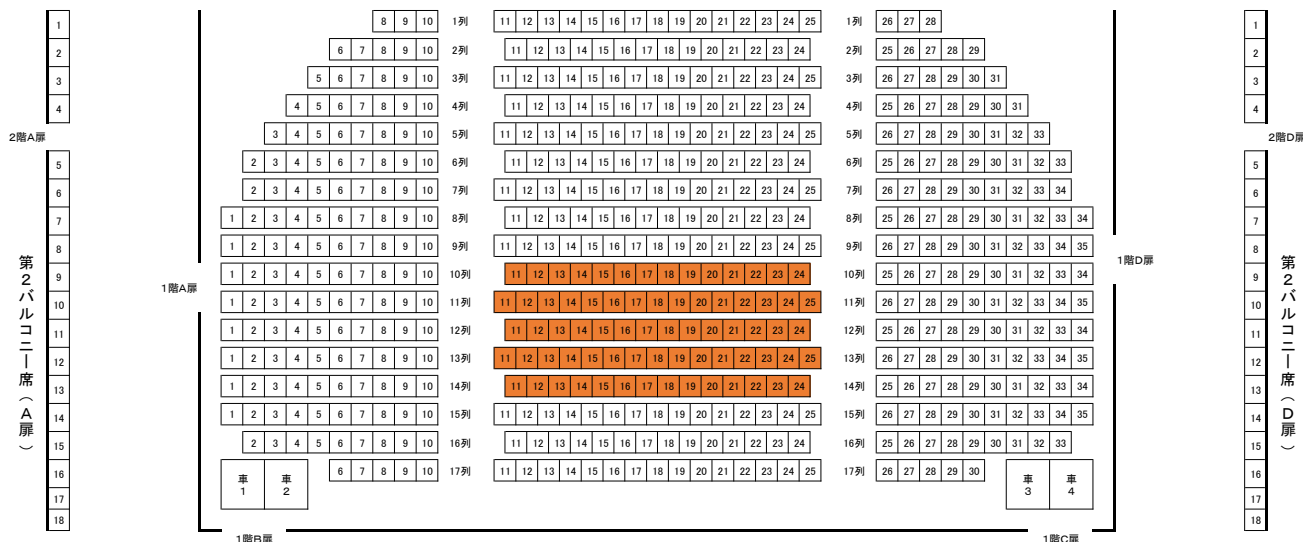 1 8 9 10 1列 11 12 13 14 15 16 17 18 19 20 21 22 23 24 25 1列 26 27 28 1
2 6 7 8 9 10 2列 11 12 13 14 15 16 17 18 19 20 21 22 23 24 2列 25 26 27 28 29 2
3 5 6 7 8 9 10 3列 11 12 13 14 15 16 17 18 19 20 21 22 23 24 25 3列 26 27 28 29 30 31 3
4 4 5 6 7 8 9 10 4列 11 12 13 14 15 16 17 18 19 20 21 22 23 24 4列 25 26 27 28 29 30 31 4
2階A扉 3 4 5 6 7 8 9 10 5列 11 12 13 14 15 16 17 18 19 20 21 22 23 24 25 5列 26 27 28 29 30 31 32 33 2階D扉
5 2 3 4 5 6 7 8 9 10 6列 11 12 13 14 15 16 17 18 19 20 21 22 23 24 6列 25 26 27 28 29 30 31 32 33 5
6 2 3 4 5 6 7 8 9 10 7列 11 12 13 14 15 16 17 18 19 20 21 22 23 24 25 7列 26 27 28 29 30 31 32 33 34 6
7 1 2 3 4 5 6 7 8 9 10 8列 11 12 13 14 15 16 17 18 19 20 21 22 23 24 8列 25 26 27 28 29 30 31 32 33 34 7
8 1 2 3 4 5 6 7 8 9 10 9列 11 12 13 14 15 16 17 18 19 20 21 22 23 24 25 9列 26 27 28 29 30 31 32 33 34 35 8
9 1 2 3 4 5 6 7 8 9 10 10列 11 12 13 14 15 16 17 18 19 20 21 22 23 24 10列 25 26 27 28 29 30 31 32 33 34 9
1階A扉
1階D扉
10 1 2 3 4 5 6 7 8 9 10 11列 11 12 13 14 15 16 17 18 19 20 21 22 23 24 25 11列 26 27 28 29 30 31 32 33 34 35 10
11 1 2 3 4 5 6 7 8 9 10 12列 11 12 13 14 15 16 17 18 19 20 21 22 23 24 12列 25 26 27 28 29 30 31 32 33 34 11
12 1 2 3 4 5 6 7 8 9 10 13列 11 12 13 14 15 16 17 18 19 20 21 22 23 24 25 13列 26 27 28 29 30 31 32 33 34 35 12
13 1 2 3 4 5 6 7 8 9 10 14列 11 12 13 14 15 16 17 18 19 20 21 22 23 24 14列 25 26 27 28 29 30 31 32 33 34 13
14 1 2 3 4 5 6 7 8 9 10 15列 11 12 13 14 15 16 17 18 19 20 21 22 23 24 25 15列 26 27 28 29 30 31 32 33 34 35 14
15 2 3 4 5 6 7 8 9 10 16列 11 12 13 14 15 16 17 18 19 20 21 22 23 24 16列 25 26 27 28 29 30 31 32 33 15
16 車1 車2 6 7 8 9 10 17列 11 12 13 14 15 16 17 18 19 20 21 22 23 24 25 17列 26 27 28 29 30 車3 車4 16
17 17
18 18
第2バルコニー席(A扉)
第2バルコニー席(D扉)
1階B扉 1階C扉